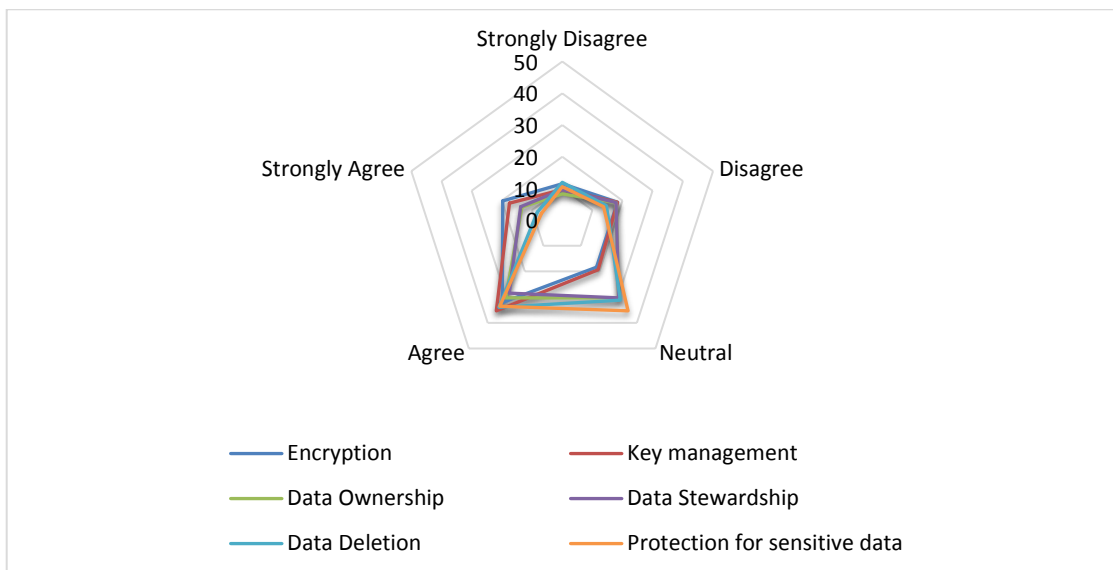 Strongly Disagree
50
40
30
20
10
0
Disagree
Neutral
Agree
Strongly Agree
Encryption
Key management
Data Ownership
Data Stewardship
Data Deletion
Protection for sensitive data